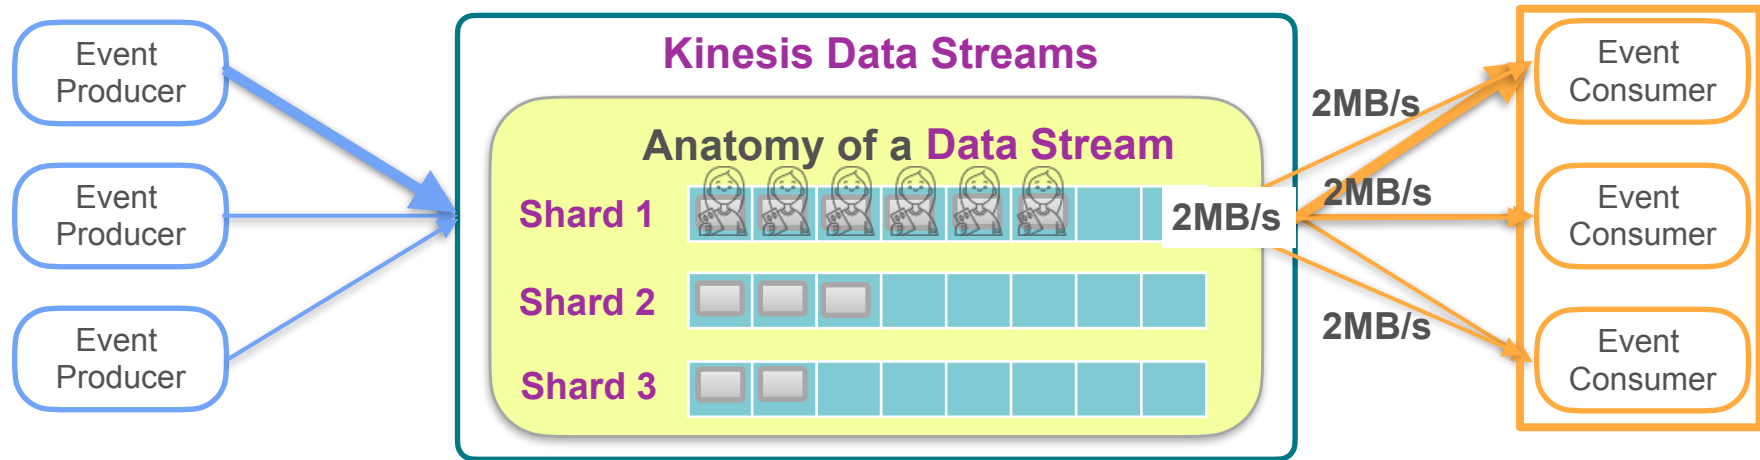 Event
Producer
Event
Producer
Event
Producer
Kinesis Data Streams
Anatomy of a Data Stream
Shard 1
Shard 2
Shard 3
2MB/s
2MB/s
2MB/s
2MB/s
Event
Consumer
Event
Consumer
Event
Consumer